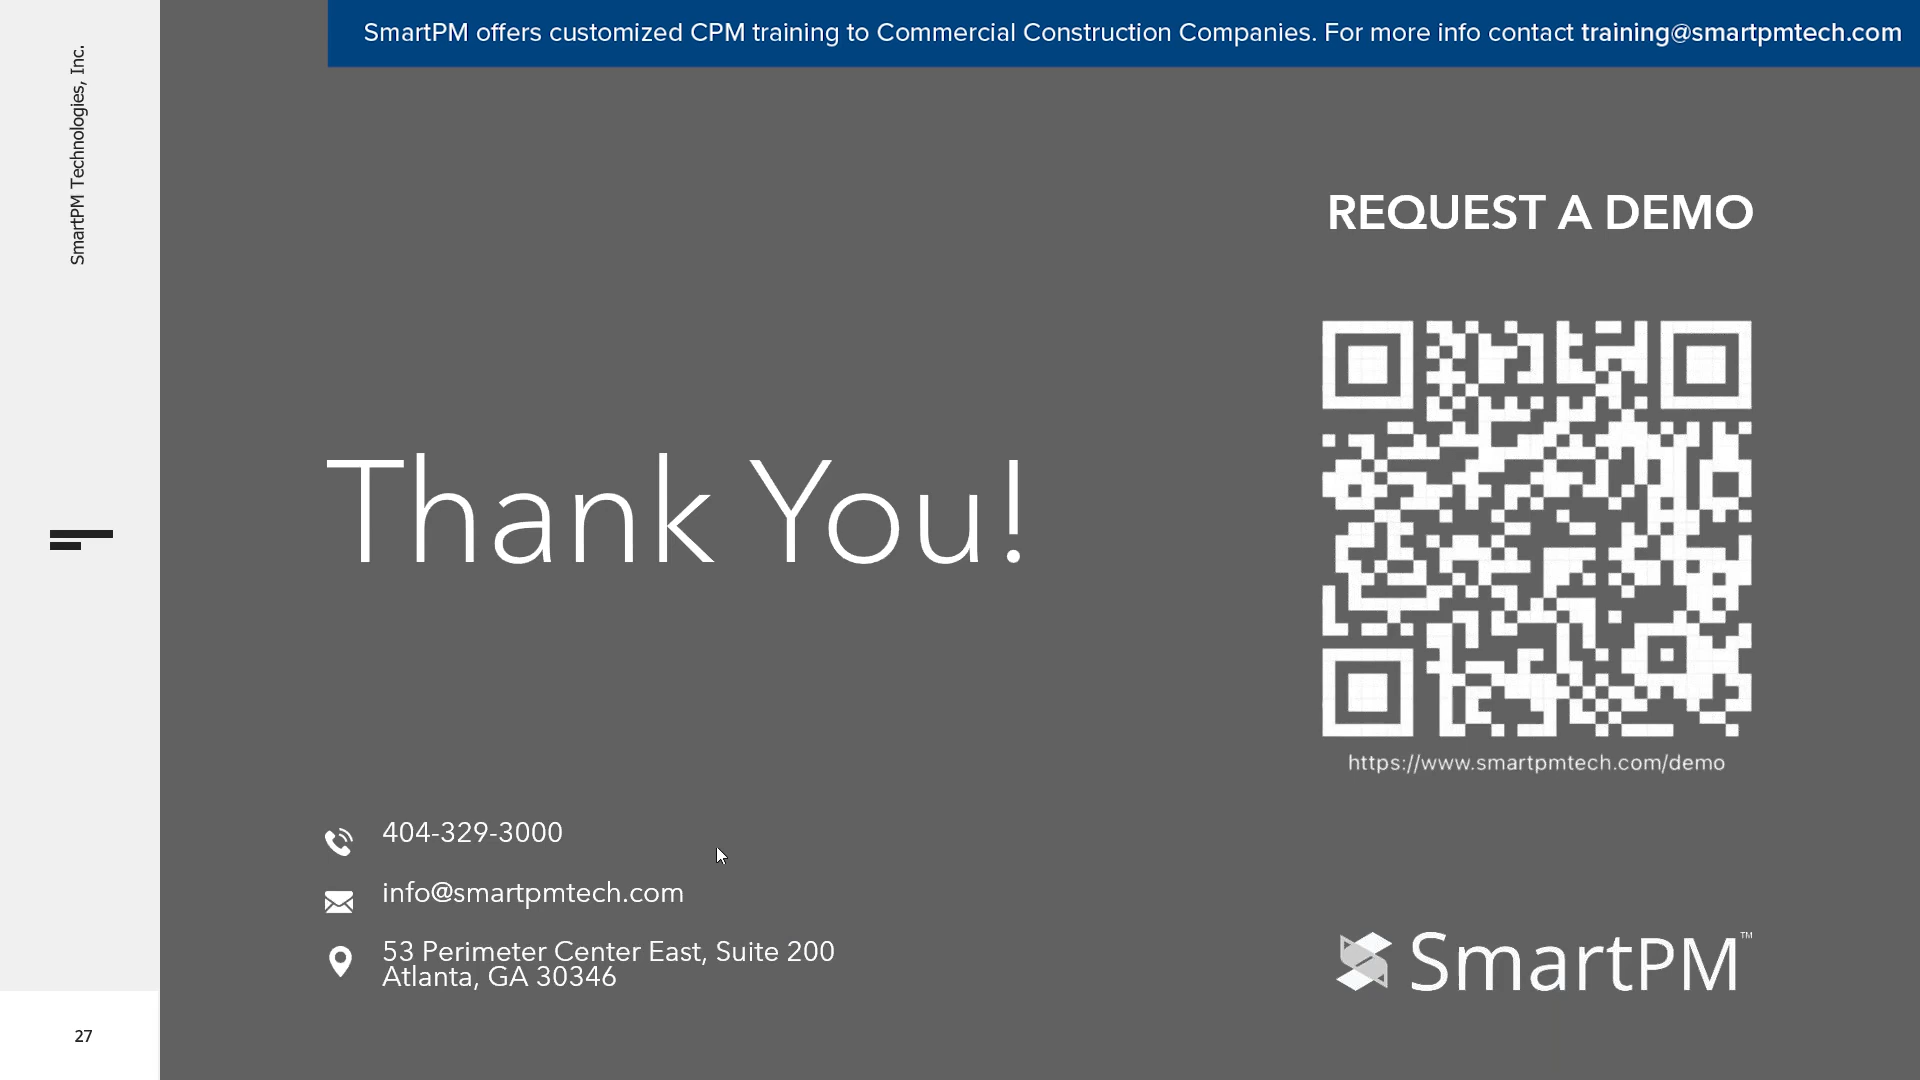 SmartPM offers customized CPM training to Commercial Construction Companies. For more info contact training@smartpmtech.com
SmartPM Technologies, Inc.
REQUEST A DEMO
Thank You!
https://www.smartpmtech.com/demo
404-329-3000
info@smartpmtech.com
53 Perimeter Center East, Suite 200
Atlanta, GA 30346
SmartPM™
27